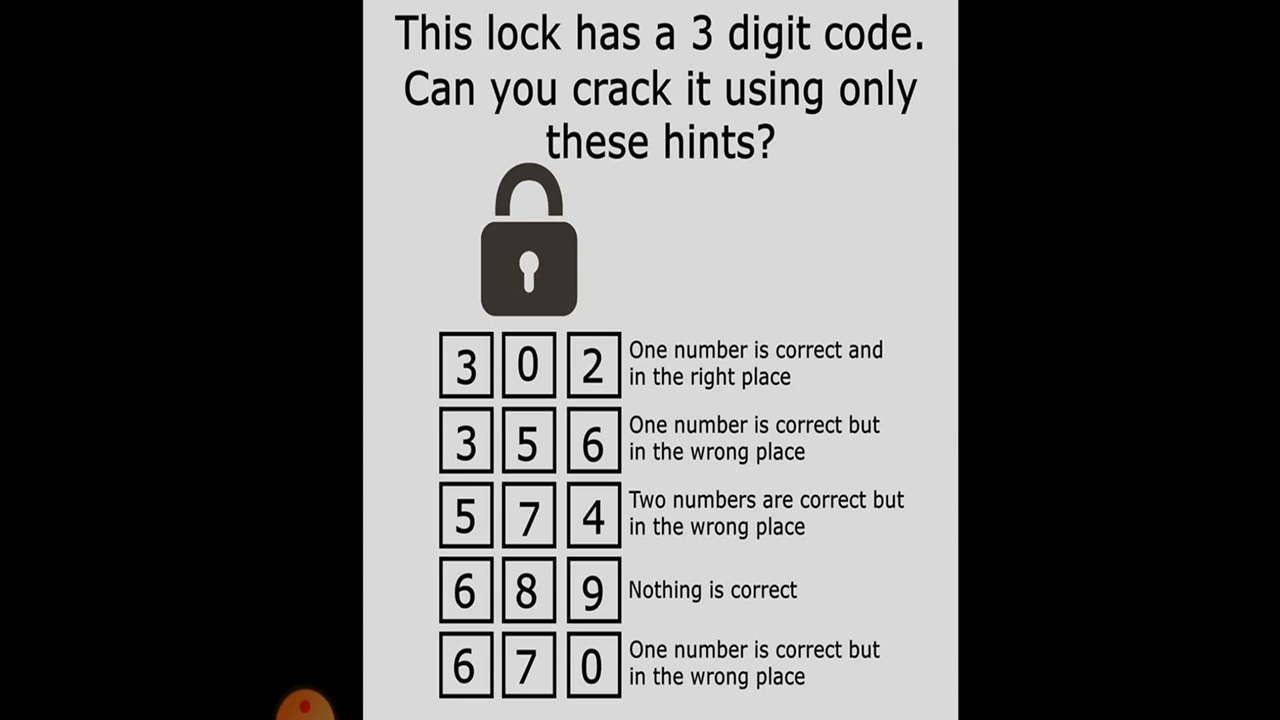 This lock has a 3 digit code.
Can you crack it using only
these hints?
3 0 2 One number is correct and
in the right place
3 5 6 One number is correct but
in the wrong place
5 7 4 Two numbers are correct but
in the wrong place
6 8 9 Nothing is correct
6 7 0 One number is correct but
in the wrong place